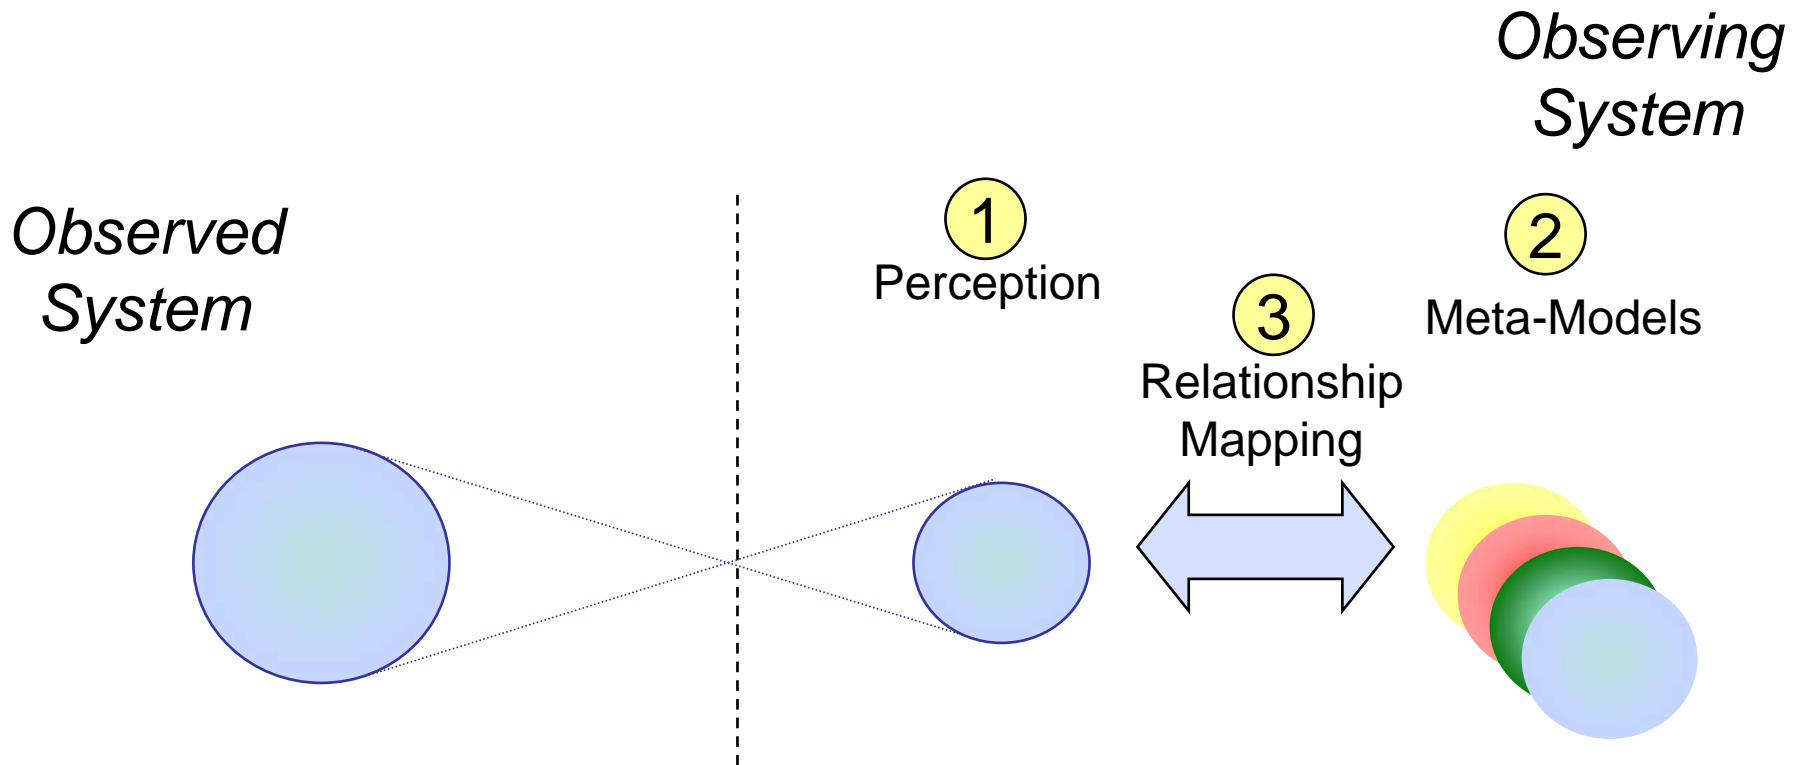 Observing
System
Observed
System
1
Perception
2
Meta-Models
3
Relationship
Mapping